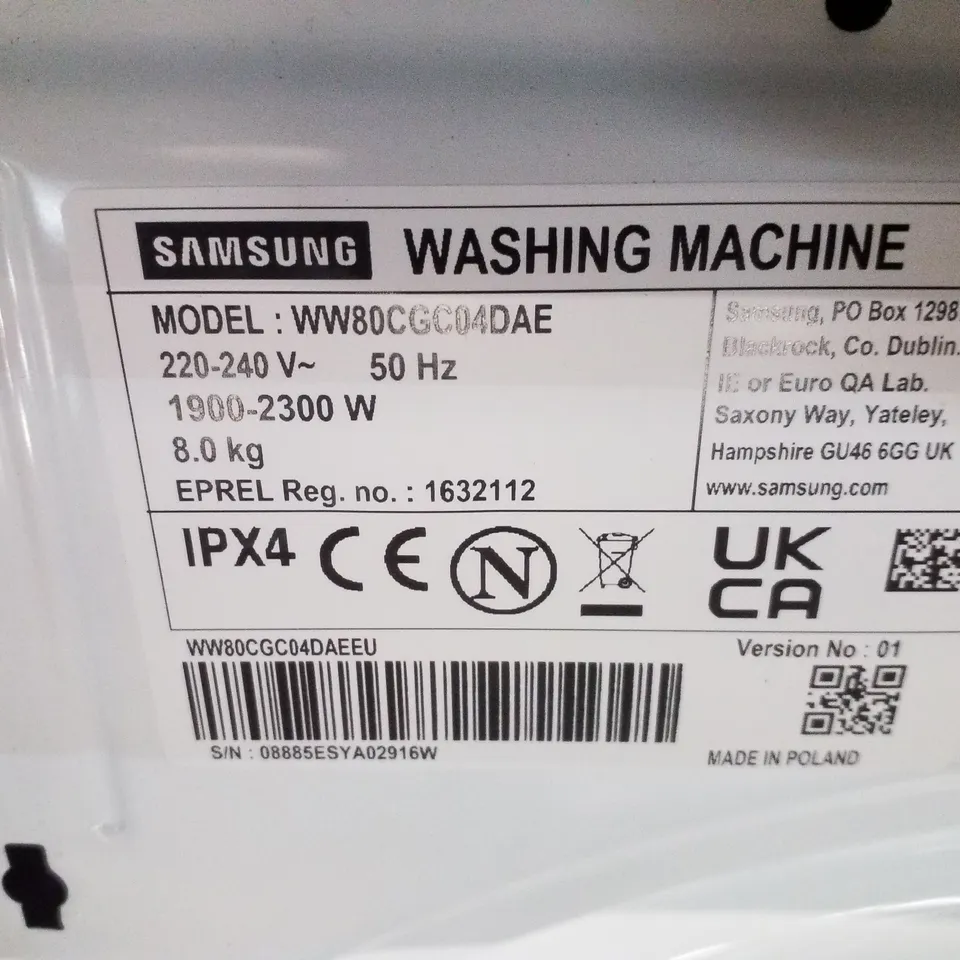 SAMSUNG WASHING MACHINE
MODEL : WW80CGC04DAE
220-240 V~ 50 Hz
1900-2300 W
8.0 kg
EPREL Reg. no. : 1632112
Samsung, PO Box 1298
Blackrock, Co. Dublin.
IE or Euro QA Lab.
Saxony Way, Yateley,
Hampshire GU46 6GG UK
www.samsung.com
IPX4 CE N UK
CA
WW80CGC04DAEEU
S/N : 08885ESYA02916W
Version No : 01
MADE IN POLAND